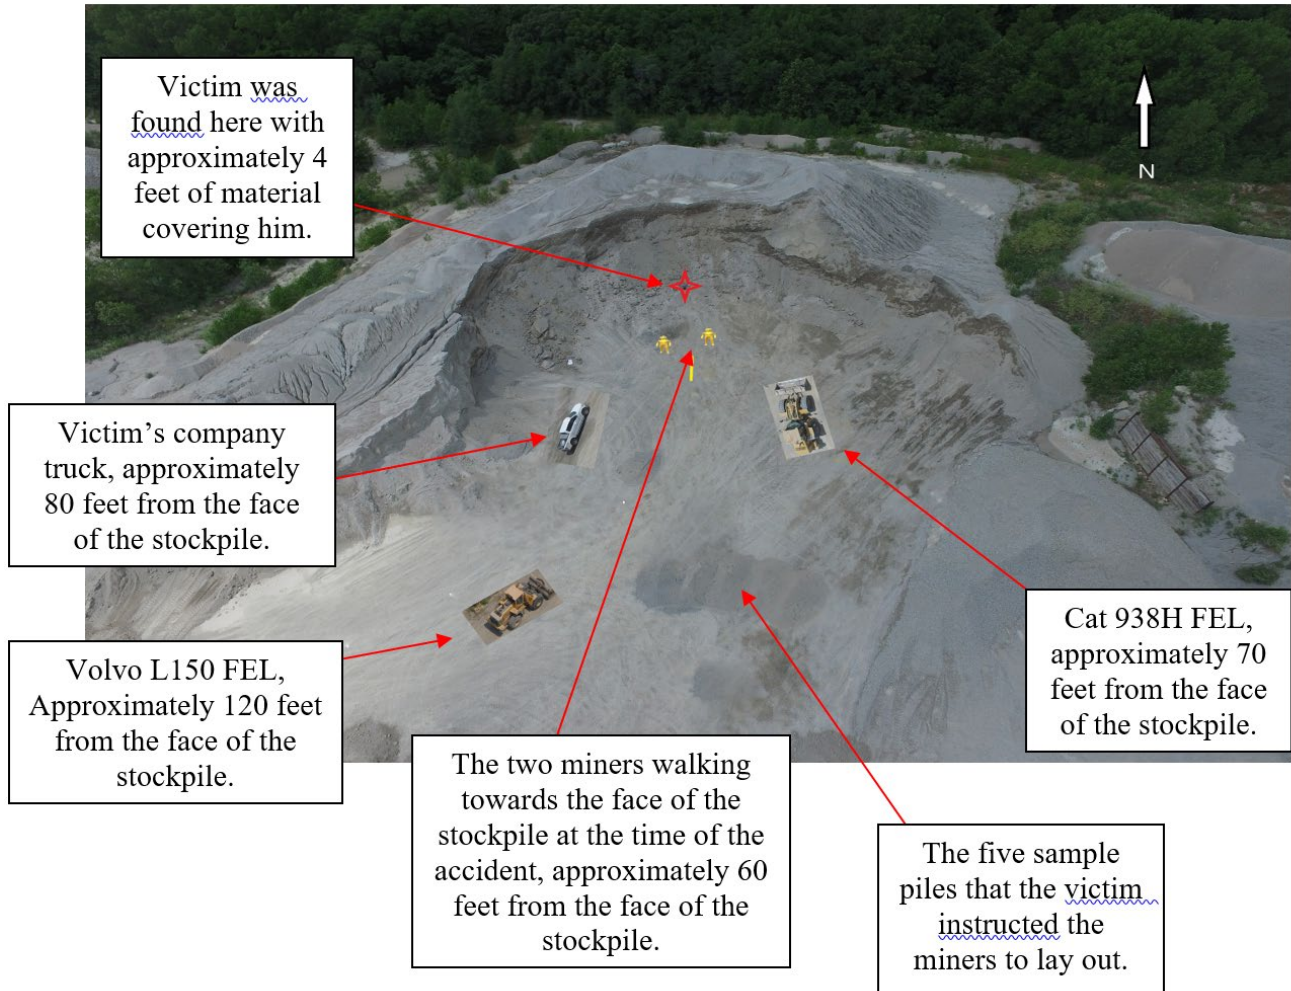 Victim was
found here with
approximately 4
feet of material
covering him.
N
Victim's company
truck, approximately
80 feet from the face
of the stockpile.
Volvo L150 FEL,
Approximately 120 feet
from the face of the
stockpile.
The two miners walking
towards the face of the
stockpile at the time of the
accident, approximately 60
feet from the face of the
stockpile.
Cat 938H FEL,
approximately 70
feet from the face
of the stockpile.
The five sample
piles that the victim
instructed the
miners to lay out.